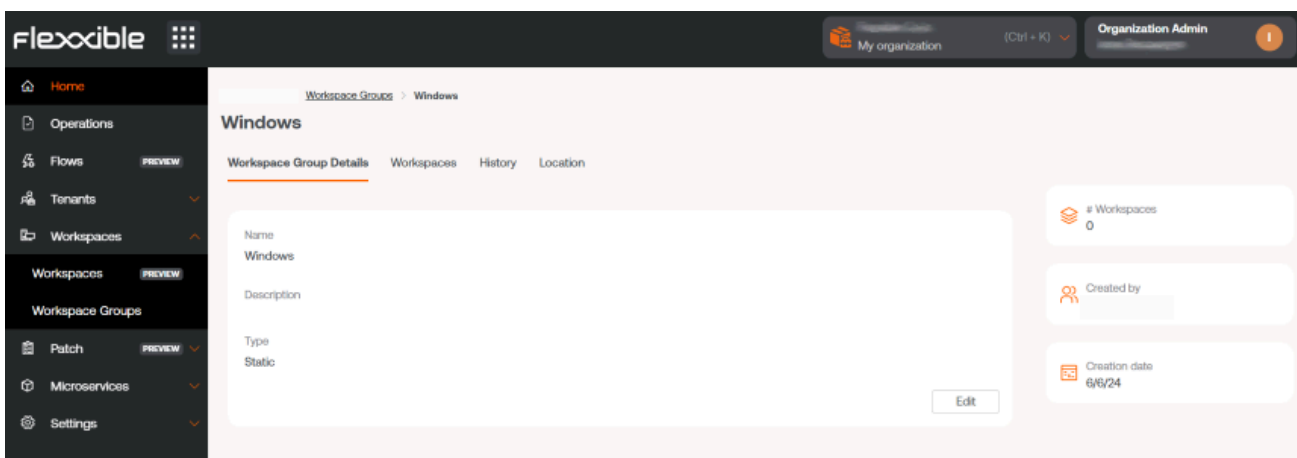 Flexxible
My organization
(Ctrl + K)
Organization Admin
I
Home
Operations
Flows PREVIEW
Tenants
Workspaces
Workspaces PREVIEW
Workspace Groups
Patch PREVIEW
Microservices
Settings
Workspace Groups > Windows
Windows
Workspace Group Details Workspaces History Location
Name
Windows
Description
Type
Static
Edit
# Workspaces
0
Created by
Creation date
6/6/24